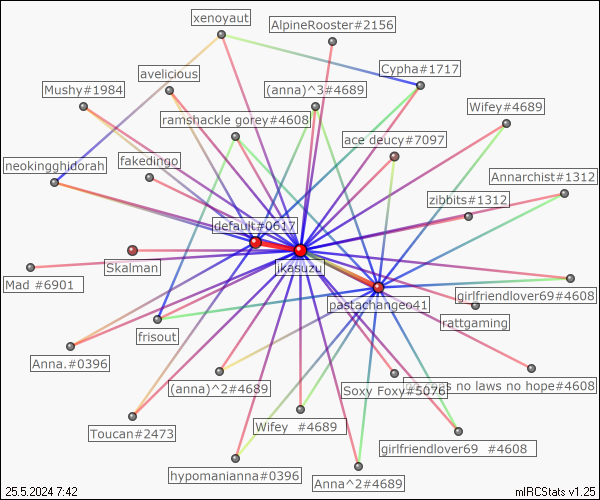 xenoyaut
AlpineRooster#2156
Cypha#1717
avelicious
Mushy#1984
(anna)^3#4689
Wifey#4689
ramshackle gorey#4608
ace deucy#7097
neokingghidorah
fakedingo
Annarchist#1312
zibbits#1312
default#0617
jkasuzu
Skalman
Mad #6901
girlfriendlover69#4608
pastachangeo41
rattgaming
frisout
Anna.#0396
(anna)^2#4689
Soxy Foxy#5076
no laws no hope#4608
Toucan#2473
Wifey #4689
girlfriendlover69 #4608
hypomanianna#0396
Anna^2#4689
25.5.2024 7:42
mIRCStats v1.25